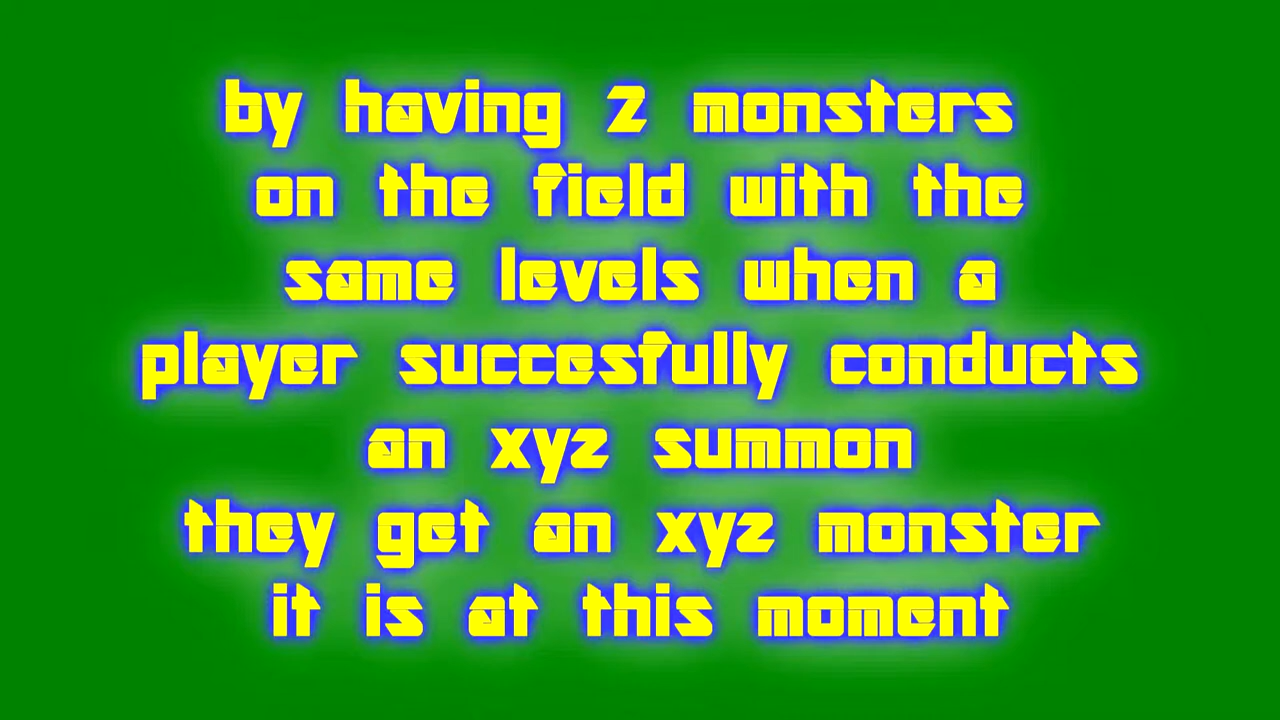 by having 2 monsters
on the field with the
same levels when a
player succesfully conducts
an xyz summon
they get an xyz monster
it is at this moment